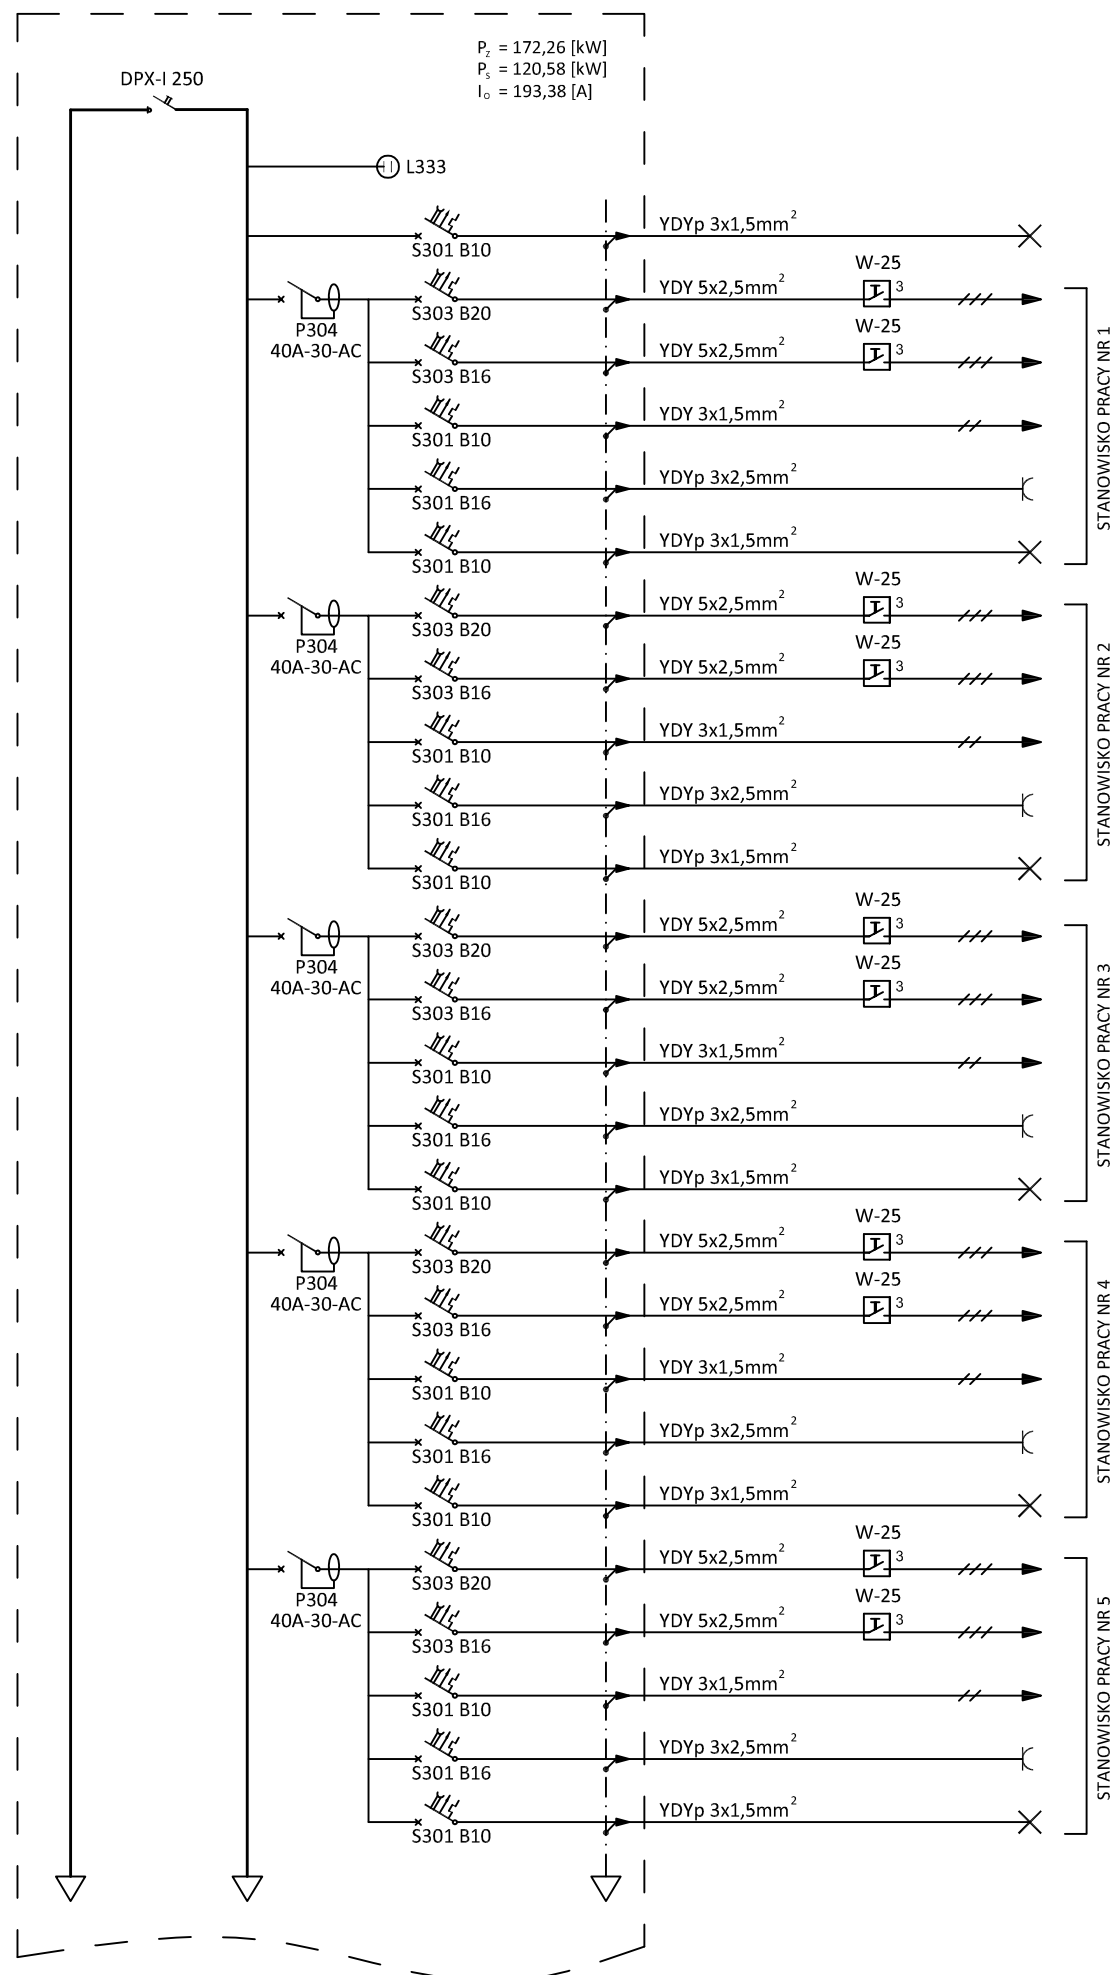 P_Z = 172,26 [kW]
P_S = 120,58 [kW]
I_O = 193,38 [A]
DPX-I 250
L333
YDYp 3x1,5mm²
S301 B10
W-25
YDY 5x2,5mm²
3
S303 B20
P304
40A-30-AC
W-25
YDY 5x2,5mm²
3
S303 B16
YDY 3x1,5mm²
S301 B10
YDYp 3x2,5mm²
S301 B16
YDYp 3x1,5mm²
S301 B10
STANOWISKO PRACY NR 1
W-25
YDY 5x2,5mm²
3
S303 B20
P304
40A-30-AC
W-25
YDY 5x2,5mm²
3
S303 B16
YDY 3x1,5mm²
S301 B10
YDYp 3x2,5mm²
S301 B16
YDYp 3x1,5mm²
S301 B10
STANOWISKO PRACY NR 2
W-25
YDY 5x2,5mm²
3
S303 B20
P304
40A-30-AC
W-25
YDY 5x2,5mm²
3
S303 B16
YDY 3x1,5mm²
S301 B10
YDYp 3x2,5mm²
S301 B16
YDYp 3x1,5mm²
S301 B10
STANOWISKO PRACY NR 3
W-25
YDY 5x2,5mm²
3
S303 B20
P304
40A-30-AC
W-25
YDY 5x2,5mm²
3
S303 B16
YDY 3x1,5mm²
S301 B10
YDYp 3x2,5mm²
S301 B16
YDYp 3x1,5mm²
S301 B10
STANOWISKO PRACY NR 4
W-25
YDY 5x2,5mm²
3
S303 B20
P304
40A-30-AC
W-25
YDY 5x2,5mm²
3
S303 B16
YDY 3x1,5mm²
S301 B10
YDYp 3x2,5mm²
S301 B16
YDYp 3x1,5mm²
S301 B10
STANOWISKO PRACY NR 5